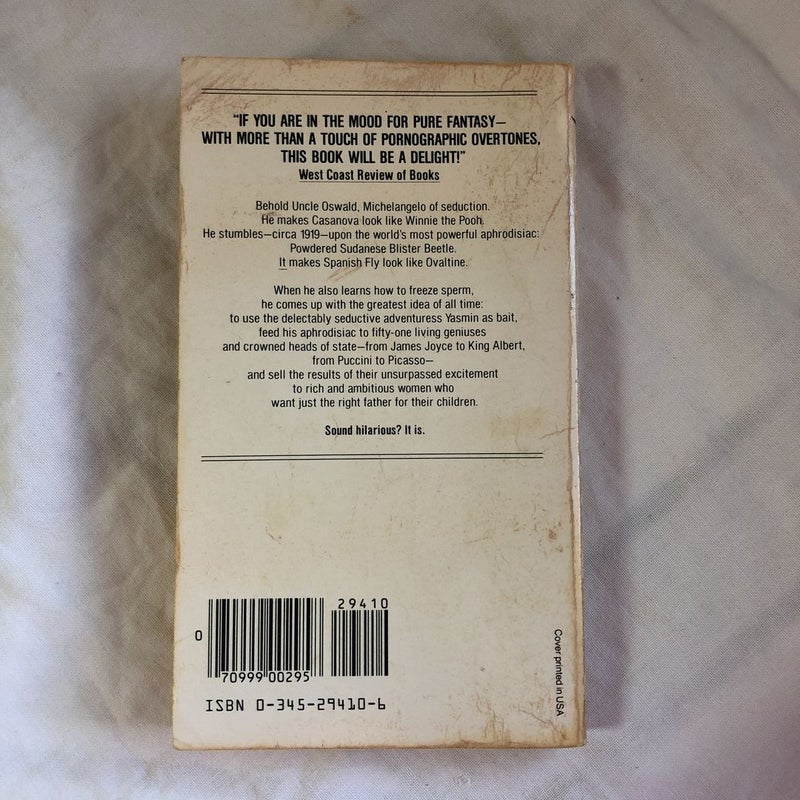 "IF YOU ARE IN THE MOOD FOR PURE FANTASY—
WITH MORE THAN A TOUCH OF PORNOGRAPHIC OVERTONES,
THIS BOOK WILL BE A DELIGHT!"
West Coast Review of Books
Behold Uncle Oswald, Michelangelo of seduction.
He makes Casanova look like Winnie the Pooh.
He stumbles—circa 1919—upon the world's most powerful aphrodisiac:
Powdered Sudanese Blister Beetle.
It makes Spanish Fly look like Ovaltine.
When he also learns how to freeze sperm,
he comes up with the greatest idea of all time:
to use the delectably seductive adventuress Yasmin as bait,
feed his aphrodisiac to fifty-one living geniuses
and crowned heads of state—from James Joyce to King Albert,
from Puccini to Picasso—
and sell the results of their unsurpassed excitement
to rich and ambitious women who
want just the right father for their children.
Sound hilarious? It is.
29410
0
70999 00295
ISBN 0-345-29410-6
Cover printed in USA